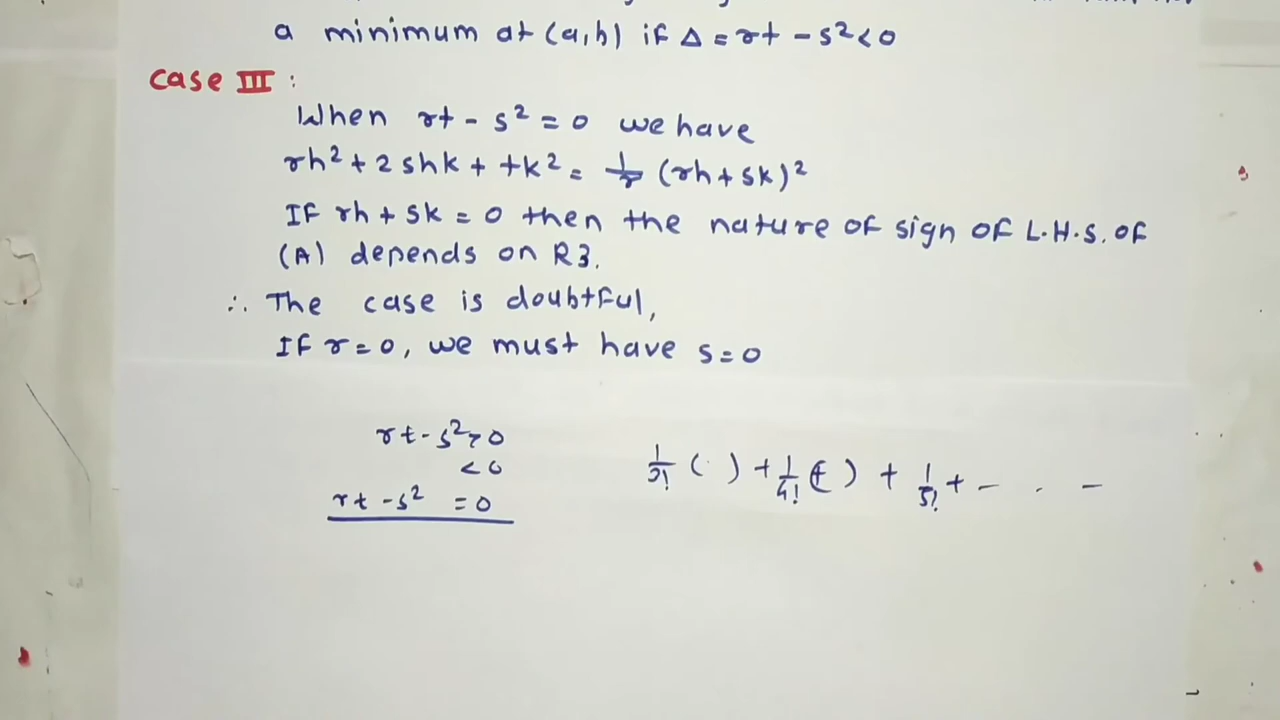 a minimum at (a,b) if Δ = rt - s² < 0
Case III :
When rt - s² = 0 we have
rh² + 2shk + tk² = 1/r (rh + sk)²
If rh + sk = 0 then the nature of sign of L.H.S. of
(A) depends on R3.
∴ The case is doubtful,
If r = 0, we must have s = 0
rt - s² > 0
< 0
rt - s² = 0
1/3! ( ) + 1/4! ( ) + 1/5! + - . . -